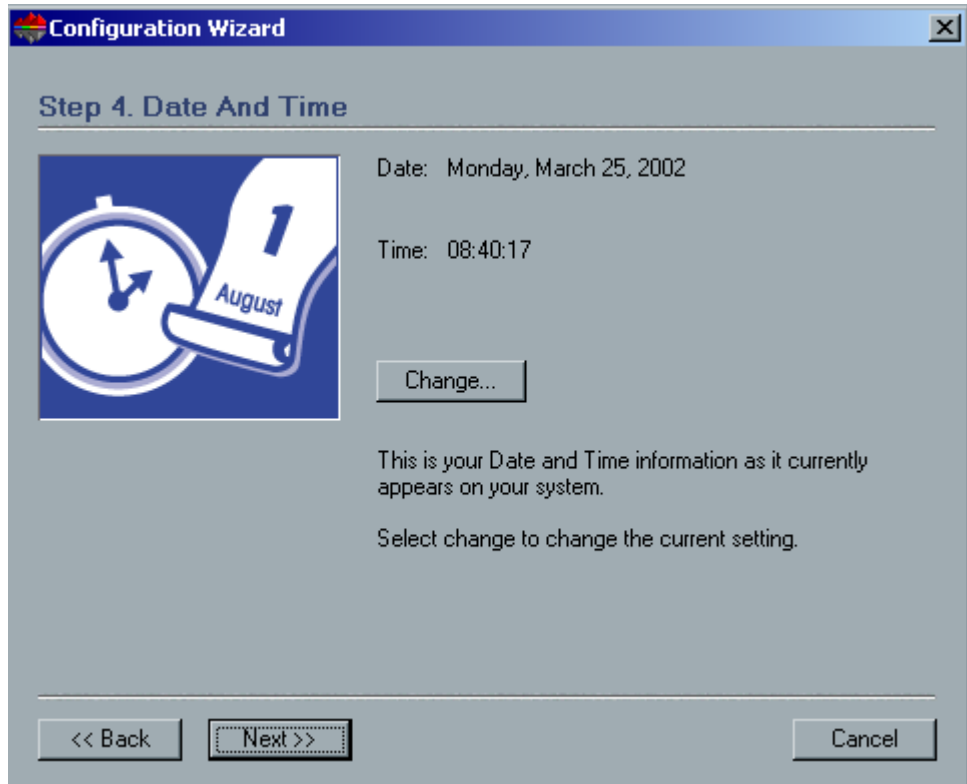 Configuration Wizard
Step 4. Date And Time
Date: Monday, March 25, 2002
Time: 08:40:17
1
August
Change...
This is your Date and Time information as it currently
appears on your system.
Select change to change the current setting.
<< Back
Next >>
Cancel